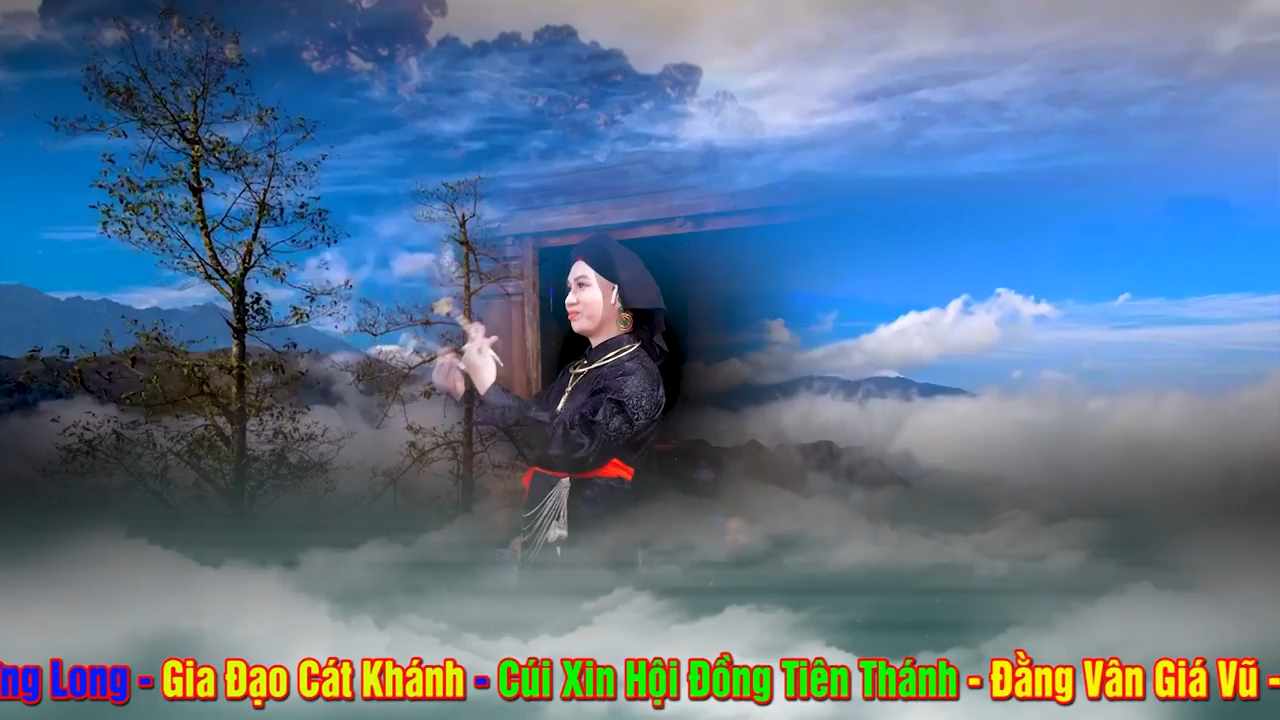 Long - Gia Đạo Cát Khánh - Cúi Xin Hội Đồng Tiên Thánh - Đằng Vân Giá Vũ -